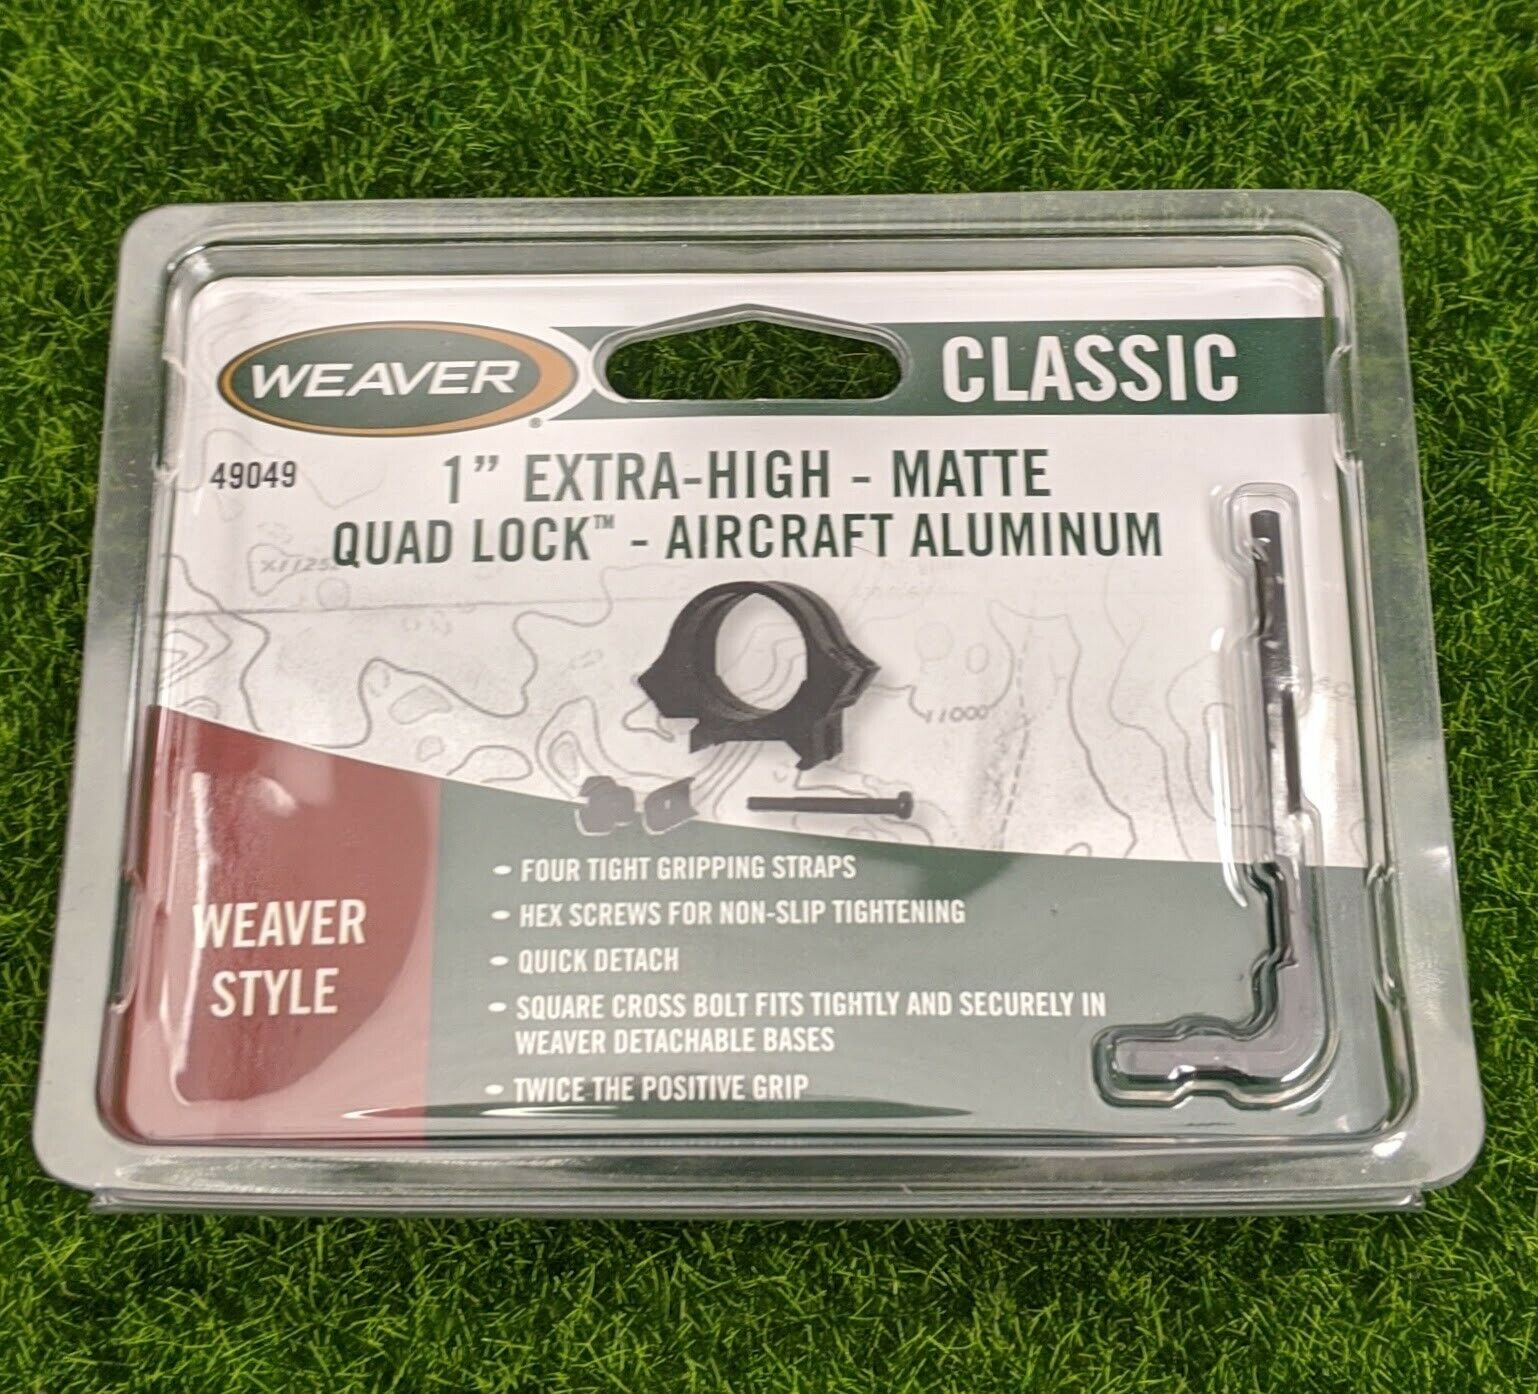 WEAVER®
CLASSIC
49049
1” EXTRA-HIGH - MATTE
QUAD LOCK™ - AIRCRAFT ALUMINUM
11000
WEAVER
STYLE
- FOUR TIGHT GRIPPING STRAPS
- HEX SCREWS FOR NON-SLIP TIGHTENING
- QUICK DETACH
- SQUARE CROSS BOLT FITS TIGHTLY AND SECURELY IN
WEAVER DETACHABLE BASES
- TWICE THE POSITIVE GRIP